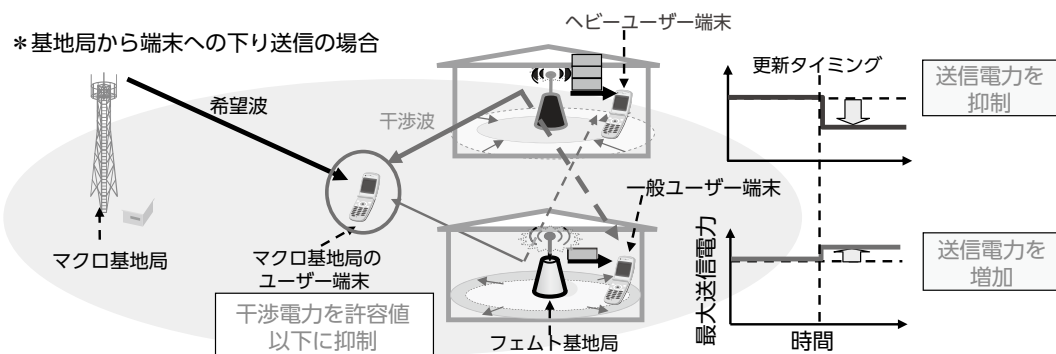 ＊基地局から端末への下り送信の場合
ヘビーユーザー端末
更新タイミング
送信電力を
抑制
希望波
干渉波
一般ユーザー端末
マクロ基地局
マクロ基地局の
ユーザー端末
干渉電力を許容値
以下に抑制
フェムト基地局
最大送信電力
時間
送信電力を
増加